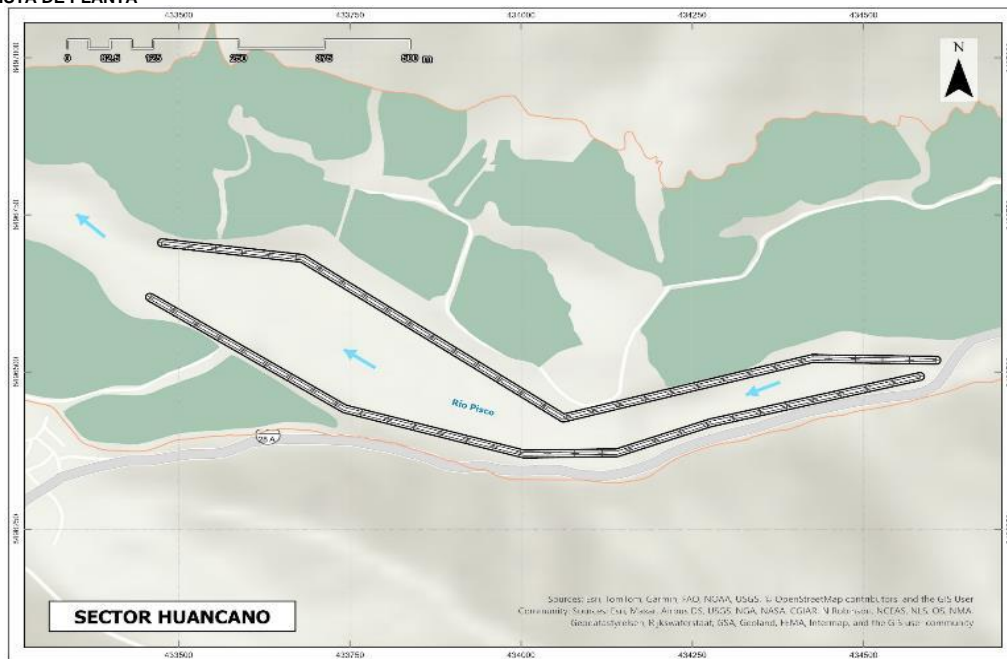 433500 433750 434000 434250 434500
0 62.5 125 250 375 500 m
N
Río Pisco
28 A
SECTOR HUANCANO
Sources: Esri, TomTom, Garmin, FAO, NOAA, USGS, © OpenStreetMap contributors, and the GIS User
Community, Sources: Esri, Maxar, Airbus DS, USGS, NGA, NASA, CGIAR, N Robinson, NCEAS, NLS, OS, NMA,
Geodatastyrelsen, Rijkswaterstaat, GSA, Geoland, FEMA, Intermap, and the GIS user community
433500 433750 434000 434250 434500